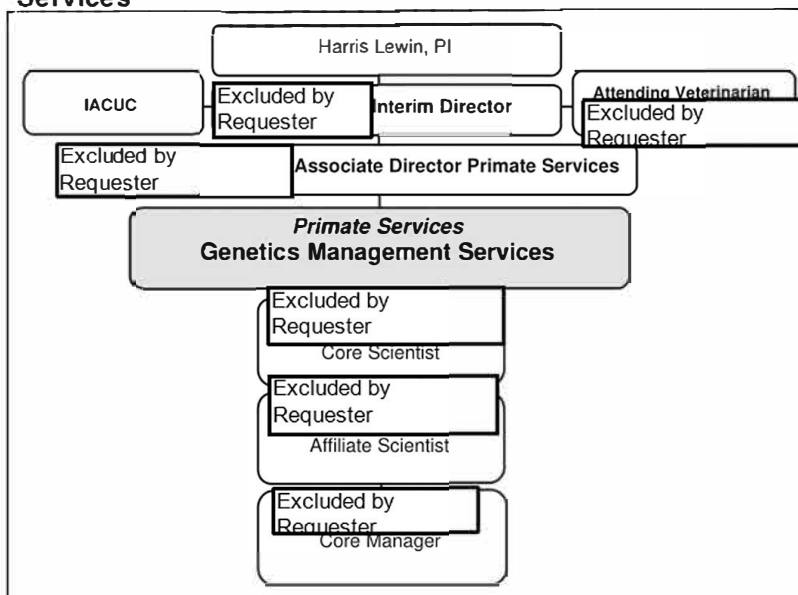 Services
Harris Lewin, PI
IACUC
Excluded by
Requester
Interim Director
Attending Veterinarian
Excluded by
Requester
Excluded by
Requester
Associate Director Primate Services
Primate Services
Genetics Management Services
Excluded by
Requester
Core Scientist
Excluded by
Requester
Affiliate Scientist
Excluded by
Requester
Core Manager